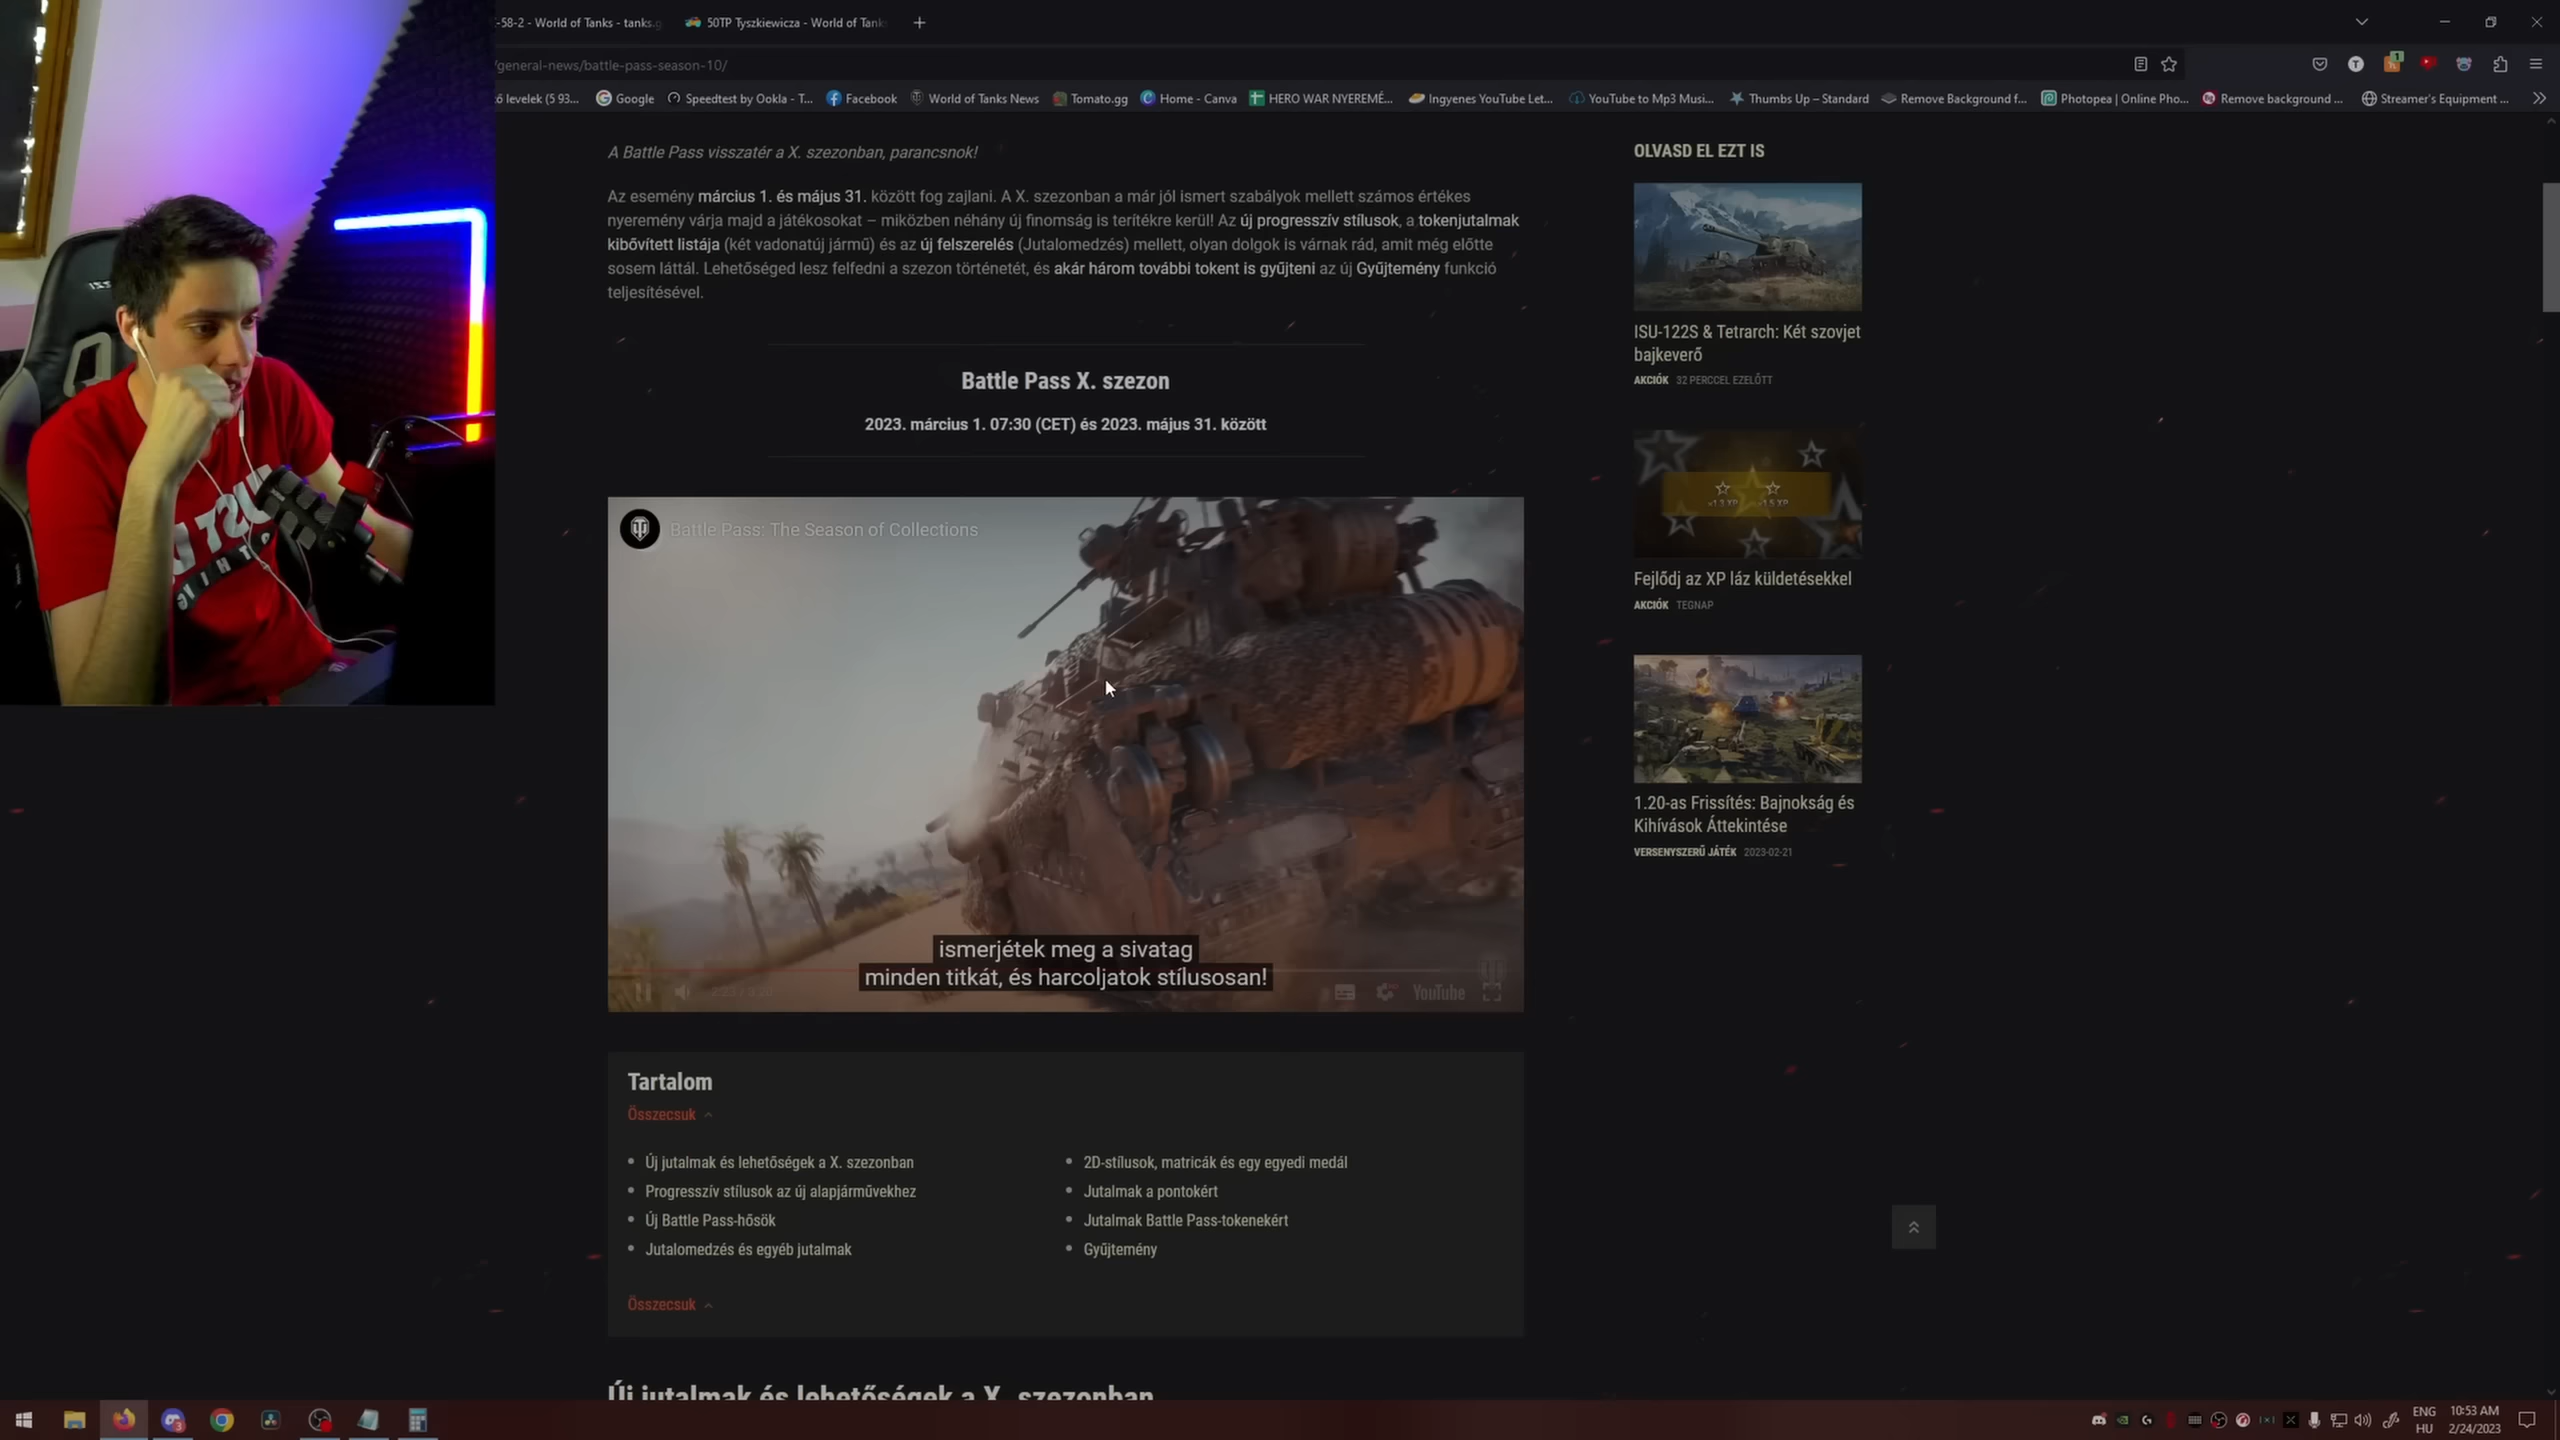 -58-2 - World of Tanks - tanks.g
50TP Tyszkiewicza - World of Tank
/general-news/battle-pass-season-10/
ó levelek (5 93...
Google
Speedtest by Ookla - T...
Facebook
World of Tanks News
Tomato.gg
Home - Canva
HERO WAR NYEREMÉ...
Ingyenes YouTube Let...
YouTube to Mp3 Musi...
Thumbs Up – Standard
Remove Background f...
Photopea | Online Pho...
Remove background ...
Streamer's Equipment ...
A Battle Pass visszatér a X. szezonban, parancsnok!
Az esemény március 1. és május 31. között fog zajlani. A X. szezonban a már jól ismert szabályok mellett számos értékes
nyeremény várja majd a játékosokat – miközben néhány új finomság is terítékre kerül! Az új progresszív stílusok, a tokenjutalmak
kibővített listája (két vadonatúj jármű) és az új felszerelés (Jutalomedzés) mellett, olyan dolgok is várnak rád, amit még előtte
sosem láttál. Lehetőséged lesz felfedni a szezon történetét, és akár három további tokent is gyűjteni az új Gyűjtemény funkció
teljesítésével.
Battle Pass X. szezon
2023. március 1. 07:30 (CET) és 2023. május 31. között
Battle Pass: The Season of Collections
ismerjétek meg a sivatag
minden titkát, és harcoljatok stílusosan!
2:23 / 3:20
YouTube
Tartalom
Összecsuk
Új jutalmak és lehetőségek a X. szezonban
Progresszív stílusok az új alapjárművekhez
Új Battle Pass-hősök
Jutalomedzés és egyéb jutalmak
2D-stílusok, matricák és egy egyedi medál
Jutalmak a pontokért
Jutalmak Battle Pass-tokenekért
Gyűjtemény
Összecsuk
Új jutalmak és lehetőségek a X. szezonban
OLVASD EL EZT IS
ISU-122S & Tetrarch: Két szovjet
bajkeverő
AKCIÓK 32 PERCCEL EZELŐTT
x1.3 XP
x1.5 XP
Fejlődj az XP láz küldetésekkel
AKCIÓK TEGNAP
1.20-as Frissítés: Bajnokság és
Kihívások Áttekintése
VERSENYSZERŰ JÁTÉK 2023-02-21
ENG
HU
10:53 AM
2/24/2023